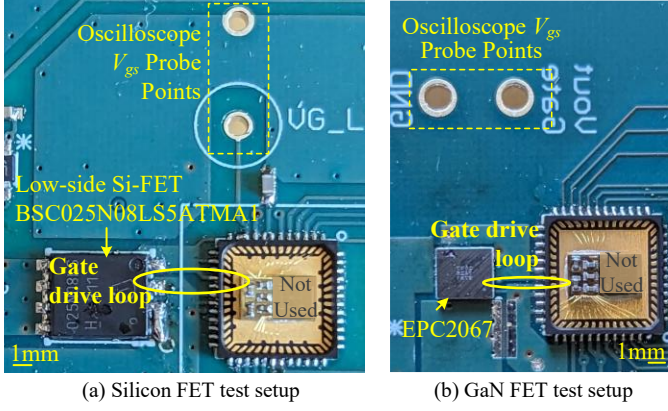 Oscilloscope
Vgs Probe
Points
VG_L
Low-side Si-FET
BSC025N08LS5ATMA1
Gate
drive loop
Not
Used
1mm
(a) Silicon FET test setup
Oscilloscope Vgs
Probe Points
GND
Gate
Vout
Gate drive
loop
Not
Used
EPC2067
1mm
(b) GaN FET test setup